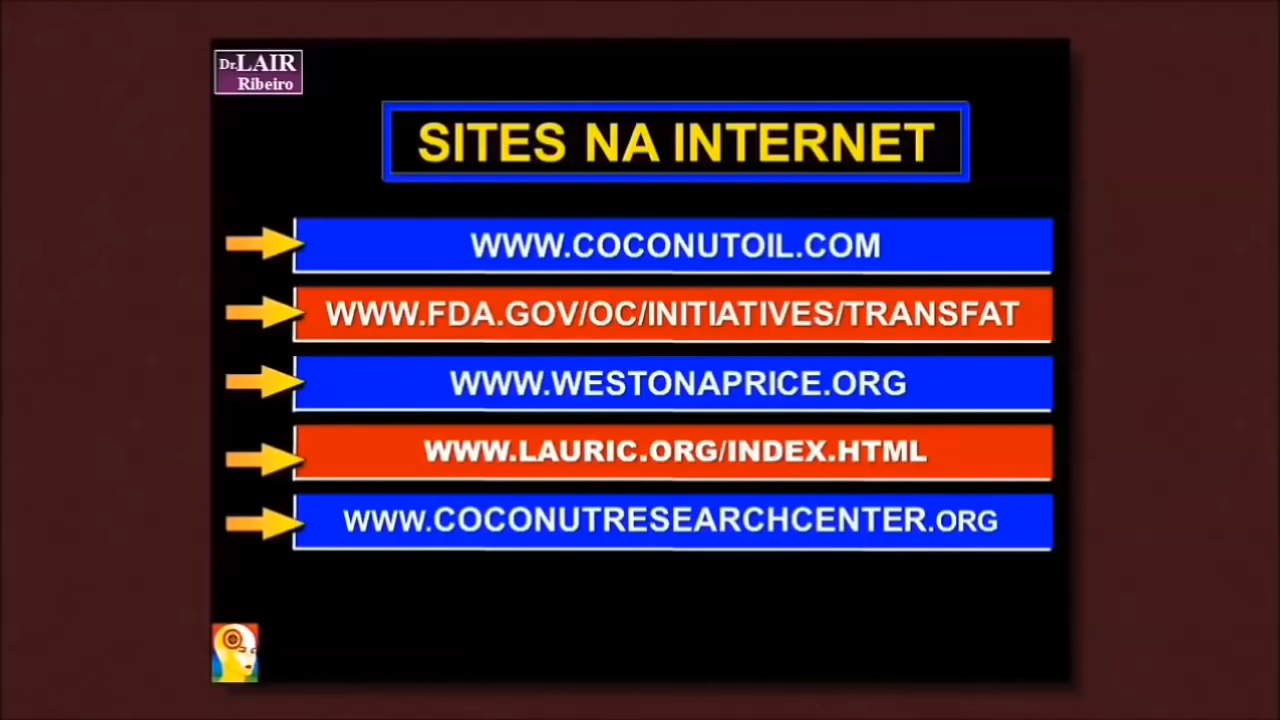 Dr. LAIR
Ribeiro
SITES NA INTERNET
WWW.COCONUTOIL.COM
WWW.FDA.GOV/OC/INITIATIVES/TRANSFAT
WWW.WESTONAPRICE.ORG
WWW.LAURIC.ORG/INDEX.HTML
WWW.COCONUTRESEARCHCENTER.ORG